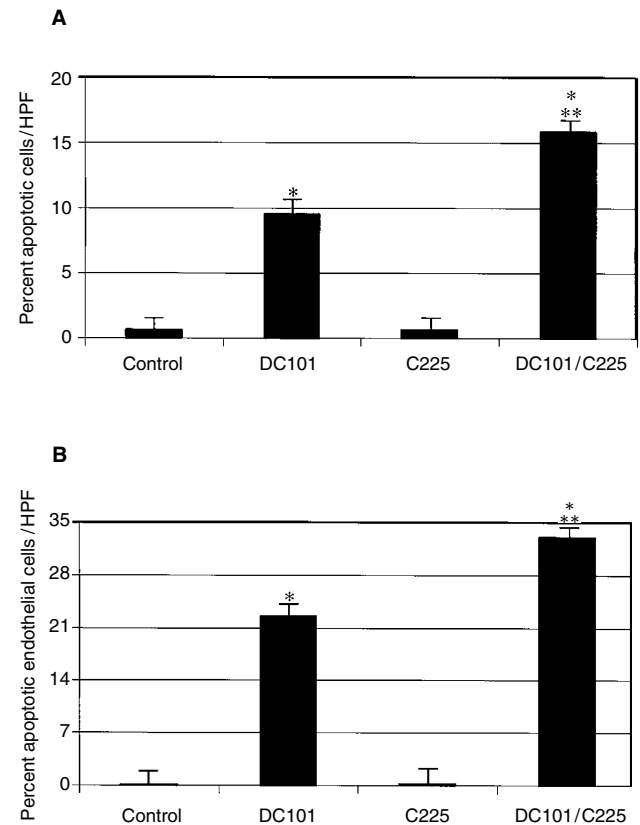 A
Percent apoptotic cells/HPF
20
15
10
5
0
*
*
**
Control DC101 C225 DC101/C225
B
Percent apoptotic endothelial cells/HPF
35
28
21
14
7
0
*
*
**
Control DC101 C225 DC101/C225